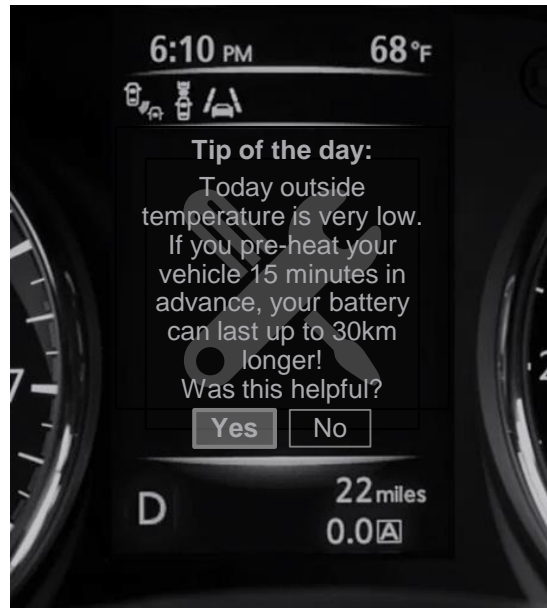 6:10 PM 68°F
Tip of the day:
Today outside
temperature is very low.
If you pre-heat your
vehicle 15 minutes in
advance, your battery
can last up to 30km
longer!
Was this helpful?
Yes No
D
22 miles
0.0 A